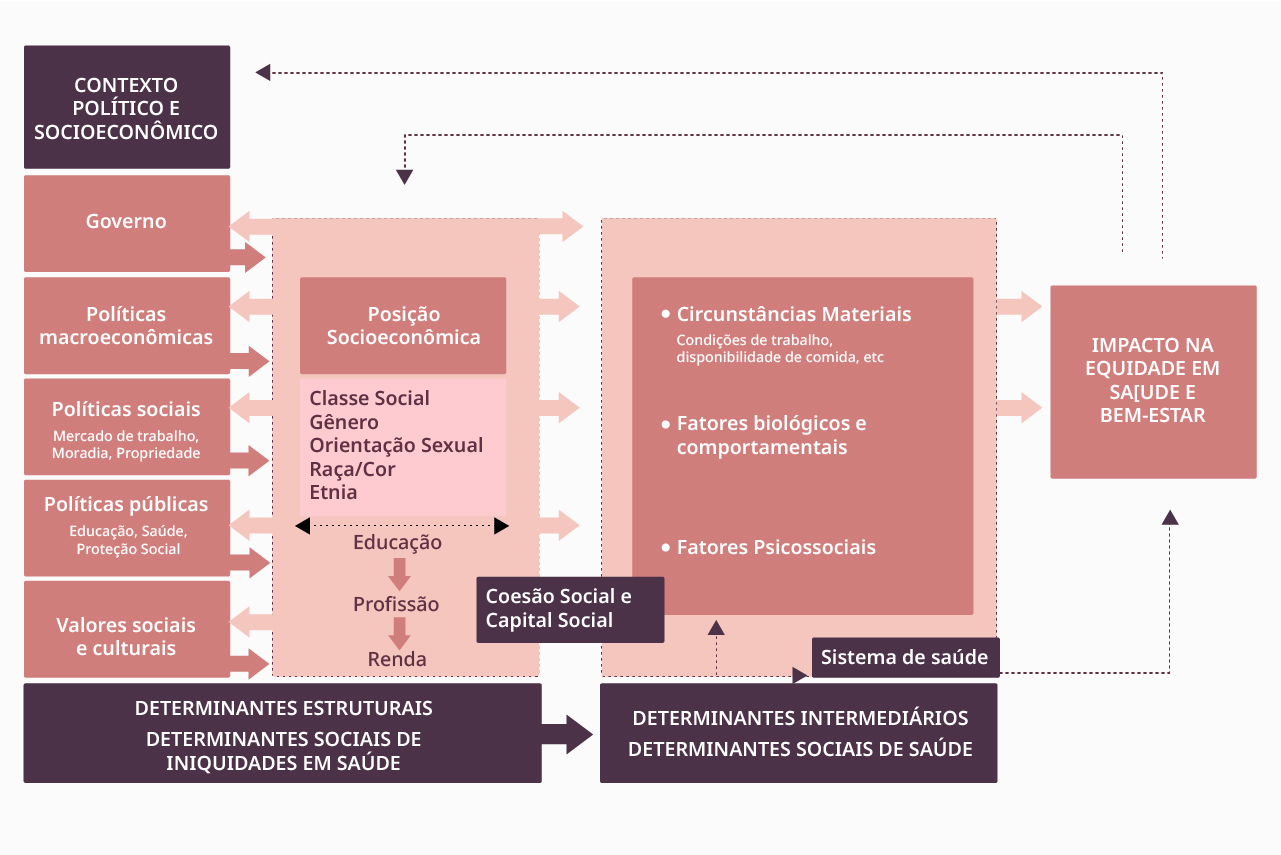 CONTEXTO
POLÍTICO E
SOCIOECONÔMICO
Governo
Políticas
macroeconômicas
Políticas sociais
Mercado de trabalho,
Moradia, Propriedade
Políticas públicas
Educação, Saúde,
Proteção Social
Valores sociais
e culturais
Posição
Socioeconômica
Classe Social
Gênero
Orientação Sexual
Raça/Cor
Etnia
Educação
Profissão
Renda
Coesão Social e
Capital Social
• Circunstâncias Materiais
Condições de trabalho,
disponibilidade de comida, etc
• Fatores biológicos e
comportamentais
• Fatores Psicossociais
Sistema de saúde
IMPACTO NA
EQUIDADE EM
SA[UDE E
BEM-ESTAR
DETERMINANTES ESTRUTURAIS
DETERMINANTES SOCIAIS DE
INIQUIDADES EM SAÚDE
DETERMINANTES INTERMEDIÁRIOS
DETERMINANTES SOCIAIS DE SAÚDE